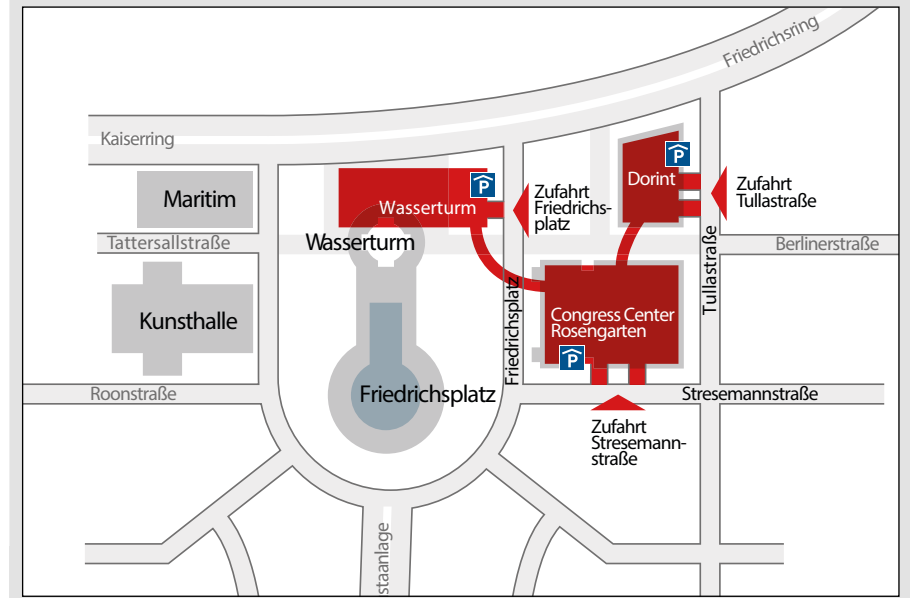 Friedrichsring
Kaiserring
P
P
Dorint
Maritim
Wasserturm
Zufahrt
Friedrichs-
platz
Zufahrt
Tullastraße
Tattersallstraße
Wasserturm
Berlinerstraße
Tullastraße
Kunsthalle
Friedrichsplatz
Congress Center
Rosengarten
P
Roonstraße
Friedrichsplatz
Stresemannstraße
Zufahrt
Stresemann-
straße
staanlage